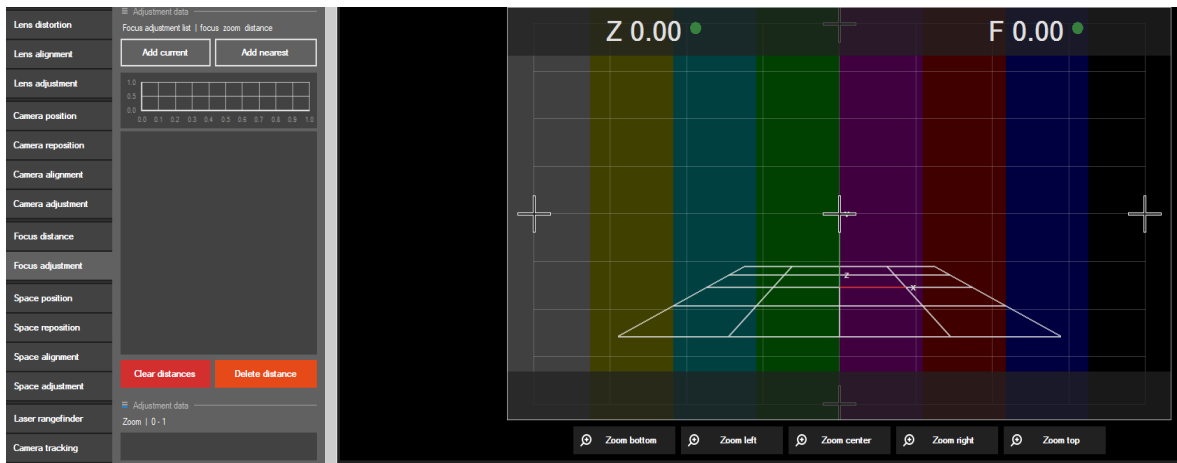 Lens distortion
Lens alignment
Lens adjustment
Camera position
Camera reposition
Camera alignment
Camera adjustment
Focus distance
Focus adjustment
Space position
Space reposition
Space alignment
Space adjustment
Laser rangefinder
Camera tracking
Adjustment data
Focus adjustment list | focus zoom distance
Add current Add nearest
1.0
0.5
0.0
0.0 0.1 0.2 0.3 0.4 0.5 0.6 0.7 0.8 0.9 1.0
Clear distances Delete distance
Adjustment data
Zoom | 0 - 1
Z 0.00 F 0.00
Y
Z
X
Zoom bottom Zoom left Zoom center Zoom right Zoom top